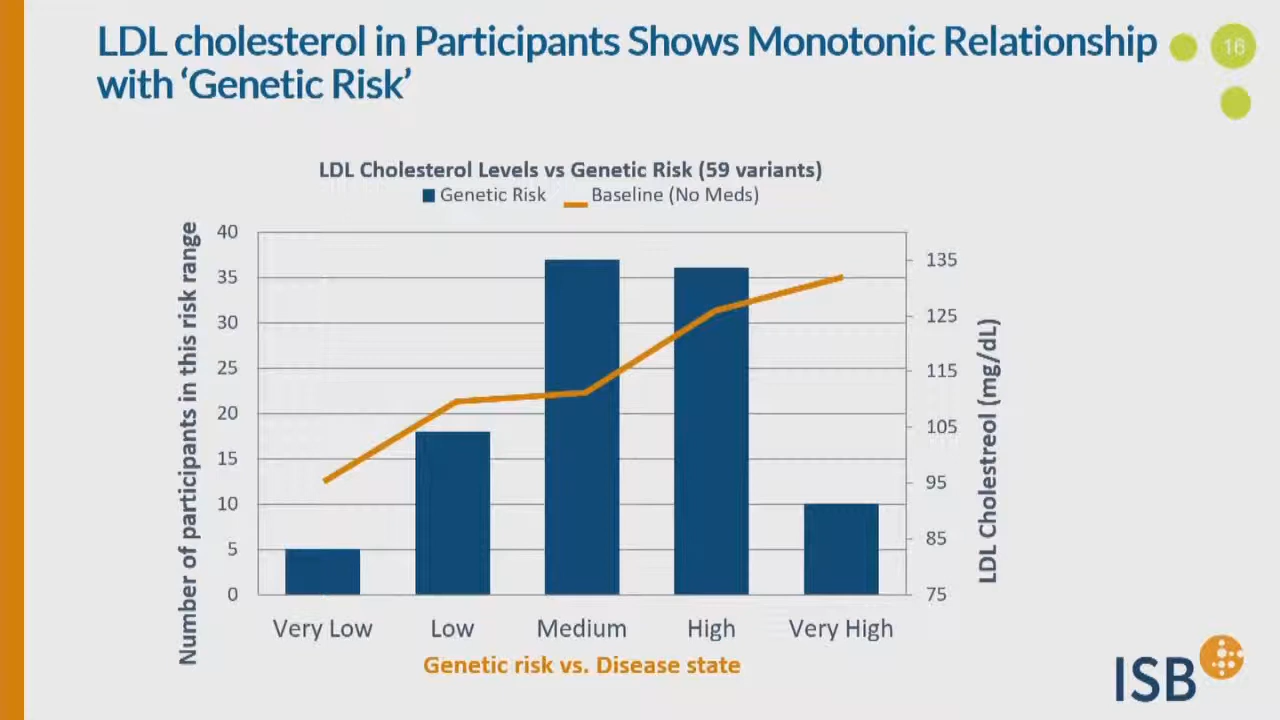 LDL cholesterol in Participants Shows Monotonic Relationship
with ‘Genetic Risk’
16
LDL Cholesterol Levels vs Genetic Risk (59 variants)
Genetic Risk Baseline (No Meds)
Number of participants in this risk range
40
35
30
25
20
15
10
5
0
135
125
115
105
95
85
75
LDL Cholestreol (mg/dL)
Very Low Low Medium High Very High
Genetic risk vs. Disease state
ISB